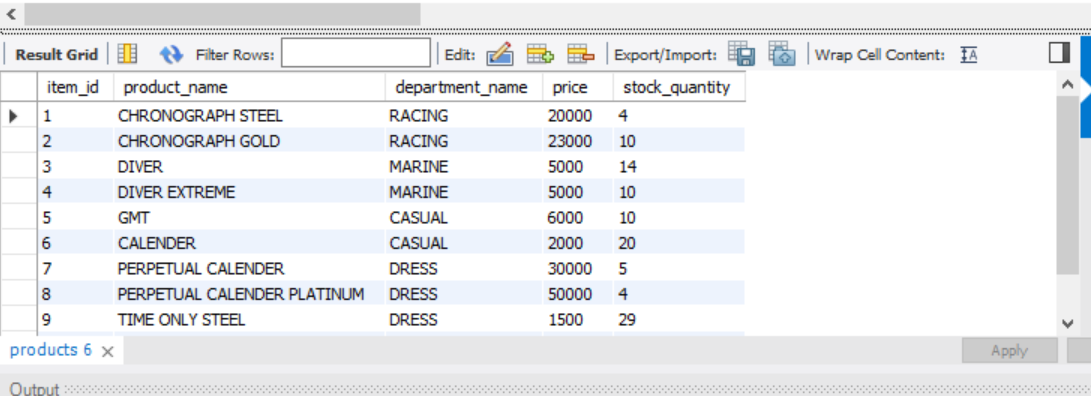 Result Grid Filter Rows: Edit: Export/Import: Wrap Cell Content: IA
item_id product_name department_name price stock_quantity
1 CHRONOGRAPH STEEL RACING 20000 4
2 CHRONOGRAPH GOLD RACING 23000 10
3 DIVER MARINE 5000 14
4 DIVER EXTREME MARINE 5000 10
5 GMT CASUAL 6000 10
6 CALENDER CASUAL 2000 20
7 PERPETUAL CALENDER DRESS 30000 5
8 PERPETUAL CALENDER PLATINUM DRESS 50000 4
9 TIME ONLY STEEL DRESS 1500 29
products 6 Apply
Output